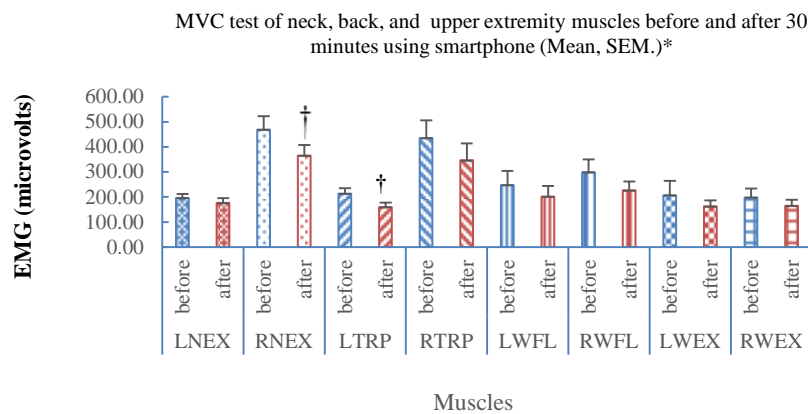 MVC test of neck, back, and upper extremity muscles before and after 30
minutes using smartphone (Mean, SEM.)*
EMG (microvolts)
600.00
500.00
400.00
300.00
200.00
100.00
0.00
†
†
before after before after before after before after before after before after before after before after
LNEX RNEX LTRP RTRP LWFL RWFL LWEX RWEX
Muscles